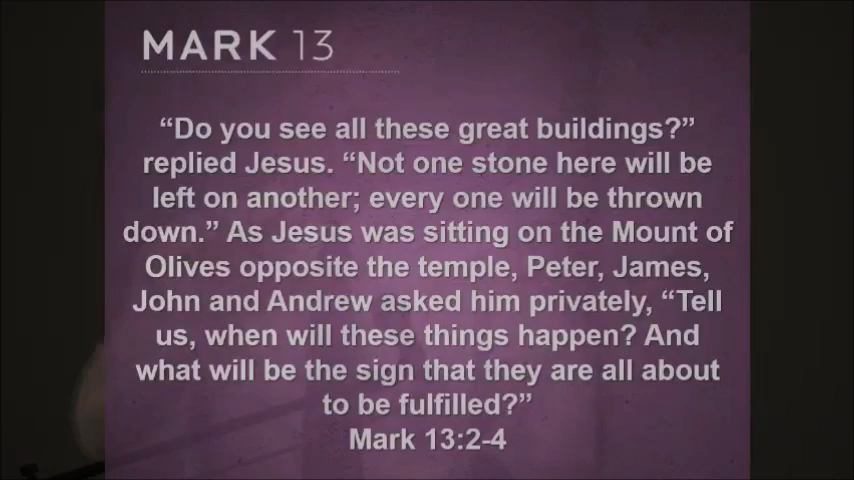 MARK 13
“Do you see all these great buildings?”
replied Jesus. “Not one stone here will be
left on another; every one will be thrown
down.” As Jesus was sitting on the Mount of
Olives opposite the temple, Peter, James,
John and Andrew asked him privately, “Tell
us, when will these things happen? And
what will be the sign that they are all about
to be fulfilled?”
Mark 13:2-4